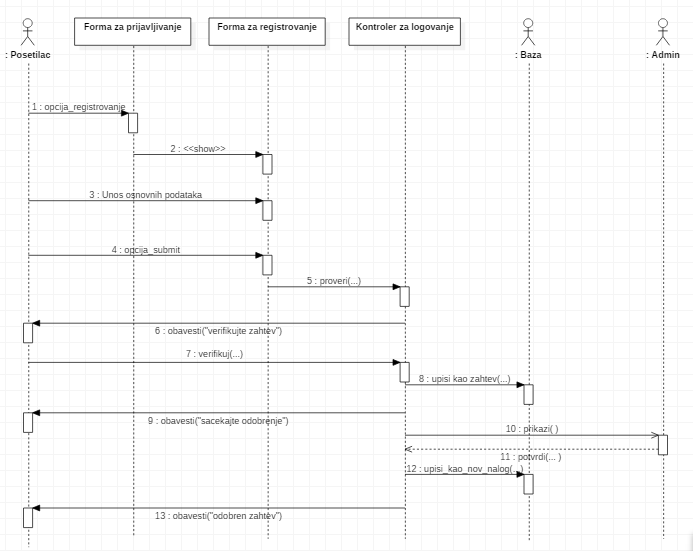 Forma za prijavljivanje
Forma za registrovanje
Kontroler za logovanje
: Posetilac
: Baza
: Admin
1 : opcija_registrovanje
2 : <<show>>
3 : Unos osnovnih podataka
4 : opcija_submit
5 : proveri(...)
6 : obavesti("verifikujte zahtev")
7 : verifikuj(...)
8 : upisi kao zahtev(...)
9 : obavesti("sacekajte odobrenje")
10 : prikazi( )
11 : potvrdi(... )
12 : upisi_kao_nov_nalog(...)
13 : obavesti("odobren zahtev")